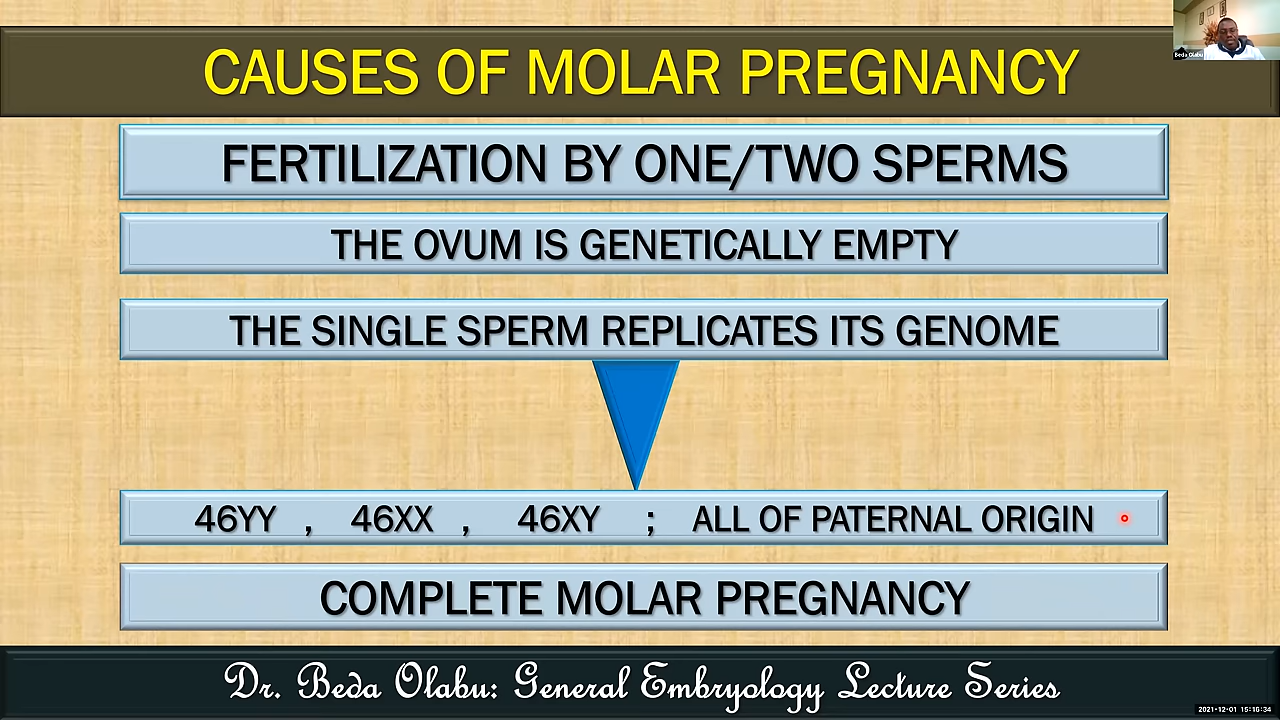 Beda Olabu
CAUSES OF MOLAR PREGNANCY
FERTILIZATION BY ONE/TWO SPERMS
THE OVUM IS GENETICALLY EMPTY
THE SINGLE SPERM REPLICATES ITS GENOME
46YY , 46XX , 46XY ; ALL OF PATERNAL ORIGIN
COMPLETE MOLAR PREGNANCY
Dr. Beda Olabu: General Embryology Lecture Series
2021-12-01 15:16:34